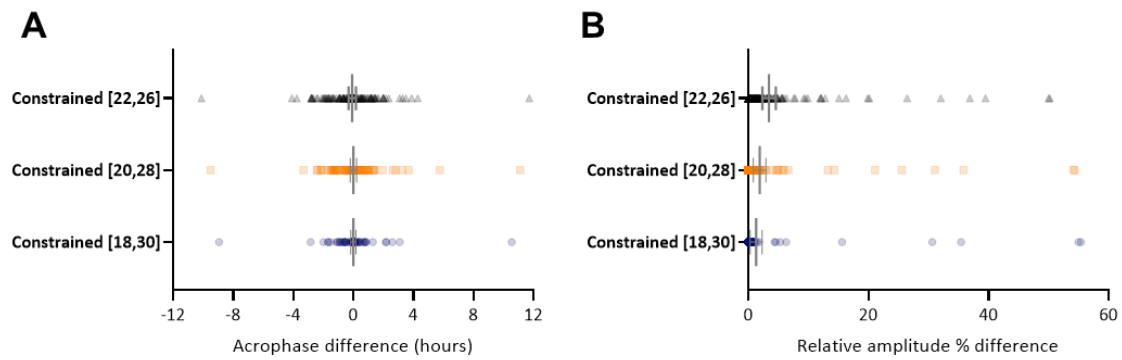 A
Constrained [22,26]
Constrained [20,28]
Constrained [18,30]
-12 -8 -4 0 4 8 12
Acrophase difference (hours)
B
Constrained [22,26]
Constrained [20,28]
Constrained [18,30]
0 20 40 60
Relative amplitude % difference